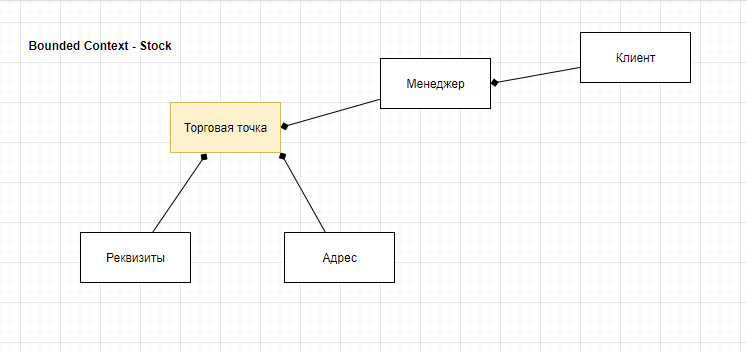 Bounded Context - Stock
Клиент
Менеджер
Торговая точка
Реквизиты
Адрес